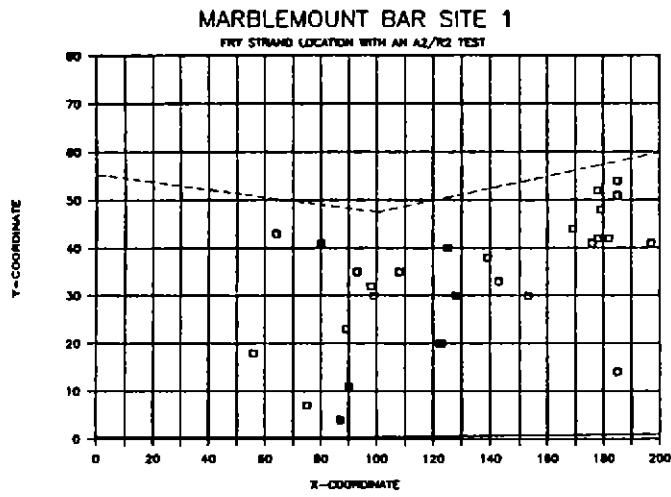 MARBLEMOUNT BAR SITE 1
FRY STRAND LOCATION WITH AN A2/R2 TEST
80
70
60
50
40
30
20
10
0
Y-COORDINATE
0 20 40 60 80 100 120 140 160 180 200
X-COORDINATE